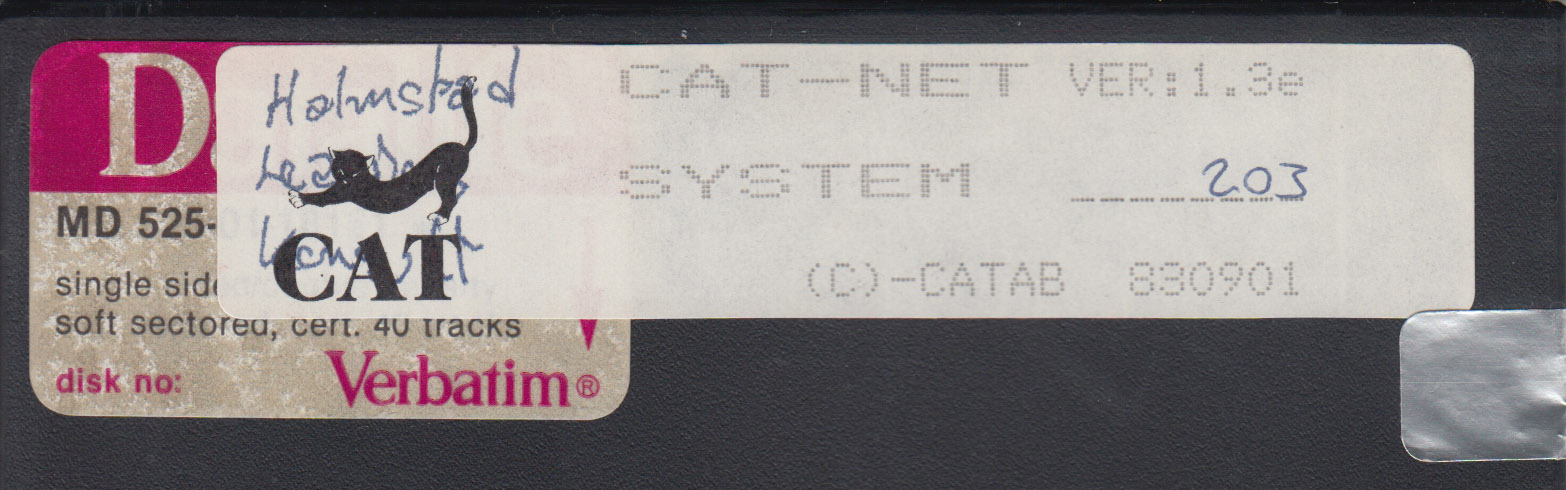 Halmstad
CAT
CAT-NET VER:1.3e
SYSTEM ________ 203
(C)-CATAB 830901
MD 525-
single side
soft sectored, cert. 40 tracks
disk no:
Verbatim®